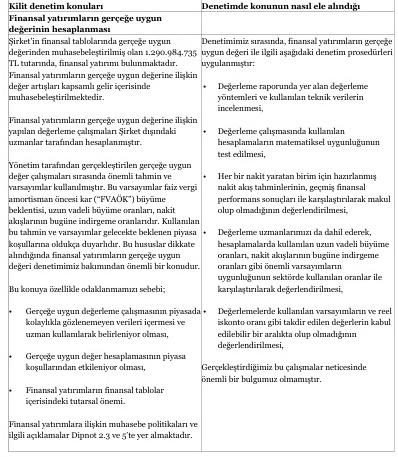 Kilit denetim konuları
Finansal yatırımların gerçeğe uygun
değerinin hesaplanması
Şirket'in finansal tablolarında gerçeğe uygun
değerinden muhasebeleştirilmiş olan 1.290.984.735
TL tutarında, finansal yatırımı bulunmaktadır.
Finansal yatırımların gerçeğe uygun değerine ilişkin
değer artışları kapsamlı gelir içerisinde
muhasebeleştirilmektedir.
Finansal yatırımların gerçeğe uygun değerine ilişkin
yapılan değerleme çalışmaları Şirket dışındaki
uzmanlar tarafından hesaplanmıştır.
Yönetim tarafından gerçekleştirilen gerçeğe uygun
değer çalışmaları sırasında önemli tahmin ve
varsayımlar kullanılmıştır. Bu varsayımlar faiz vergi
amortisman öncesi kar ("FVAÖK") büyüme
beklentisi, uzun vadeli büyüme oranları, nakit
akışlarının bugüne indirgeme oranlarıdır. Kullanılan
bu tahmin ve varsayımlar gelecekte beklenen piyasa
koşullarına oldukça duyarlıdır. Bu hususlar dikkate
alındığında finansal yatırımların gerçeğe uygun
değeri denetimimiz bakımından önemli bir konudur.
Bu konuya özellikle odaklanmamızı sebebi;
• Gerçeğe uygun değerleme çalışmasının piyasada
kolaylıkla gözlenemeyen verileri içermesi ve
uzman kullanılarak belirleniyor olması,
• Gerçeğe uygun değer hesaplamasının piyasa
koşullarından etkileniyor olması,
• Finansal yatırımların finansal tablolar
içerisindeki tutarsal önemi.
Finansal yatırımlara ilişkin muhasebe politikaları ve
ilgili açıklamalar Dipnot 2.3 ve 5'te yer almaktadır.
Denetimde konunun nasıl ele alındığı
Denetimimiz sırasında, finansal yatırımların gerçeğe
uygun değeri ile ilgili aşağıdaki denetim prosedürleri
uygulanmıştır:
• Değerleme raporunda yer alan değerleme
yöntemleri ve kullanılan teknik verilerin
incelenmesi,
• Değerleme çalışmasında kullanılan
hesaplamaların matematiksel uygunluğunun
test edilmesi,
• Her bir nakit yaratan birim için hazırlanmış
nakit akış tahminlerinin, geçmiş finansal
performans sonuçları ile karşılaştırılarak makul
olup olmadığının değerlendirilmesi,
• Değerleme uzmanlarımızı da dahil ederek,
hesaplamalarda kullanılan uzun vadeli büyüme
oranları, nakit akışlarının bugüne indirgeme
oranları gibi önemli varsayımların
uygunluğunun sektörde kullanılan oranlar ile
karşılaştırılarak değerlendirilmesi,
• Değerlemelerde kullanılan varsayımların ve reel
iskonto oranı gibi takdir edilen değerlerin kabul
edilebilir bir aralıkta olup olmadığının
değerlendirilmesi,
Gerçekleştirdiğimiz bu çalışmalar neticesinde
önemli bir bulgumuz olmamıştır.